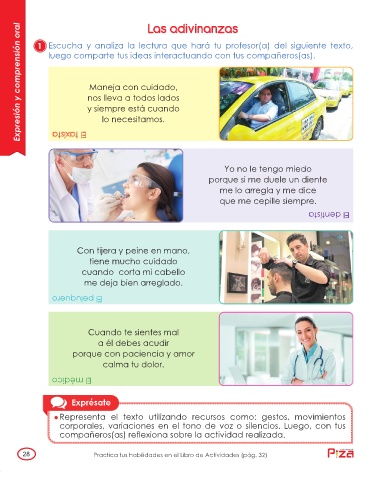 Expresión y comprensión oral
Las adivinanzas
1 Escucha y analiza la lectura que hará tu profesor(a) del siguiente texto,
luego comparte tus ideas interactuando con tus compañeros(as).
Maneja con cuidado,
nos lleva a todos lados
y siempre está cuando
lo necesitamos.
El taxista
Yo no le tengo miedo
porque si me duele un diente
me lo arregla y me dice
que me cepille siempre.
El dentista
Con tijera y peine en mano,
tiene mucho cuidado
cuando corta mi cabello
me deja bien arreglado.
El peluquero
Cuando te sientes mal
a él debes acudir
porque con paciencia y amor
calma tu dolor.
El médico
Exprésate
Representa el texto utilizando recursos como: gestos, movimientos
corporales, variaciones en el tono de voz o silencios. Luego, con tus
compañeros(as) reflexiona sobre la actividad realizada.
28
Practica tus habilidades en el Libro de Actividades (pág. 32)